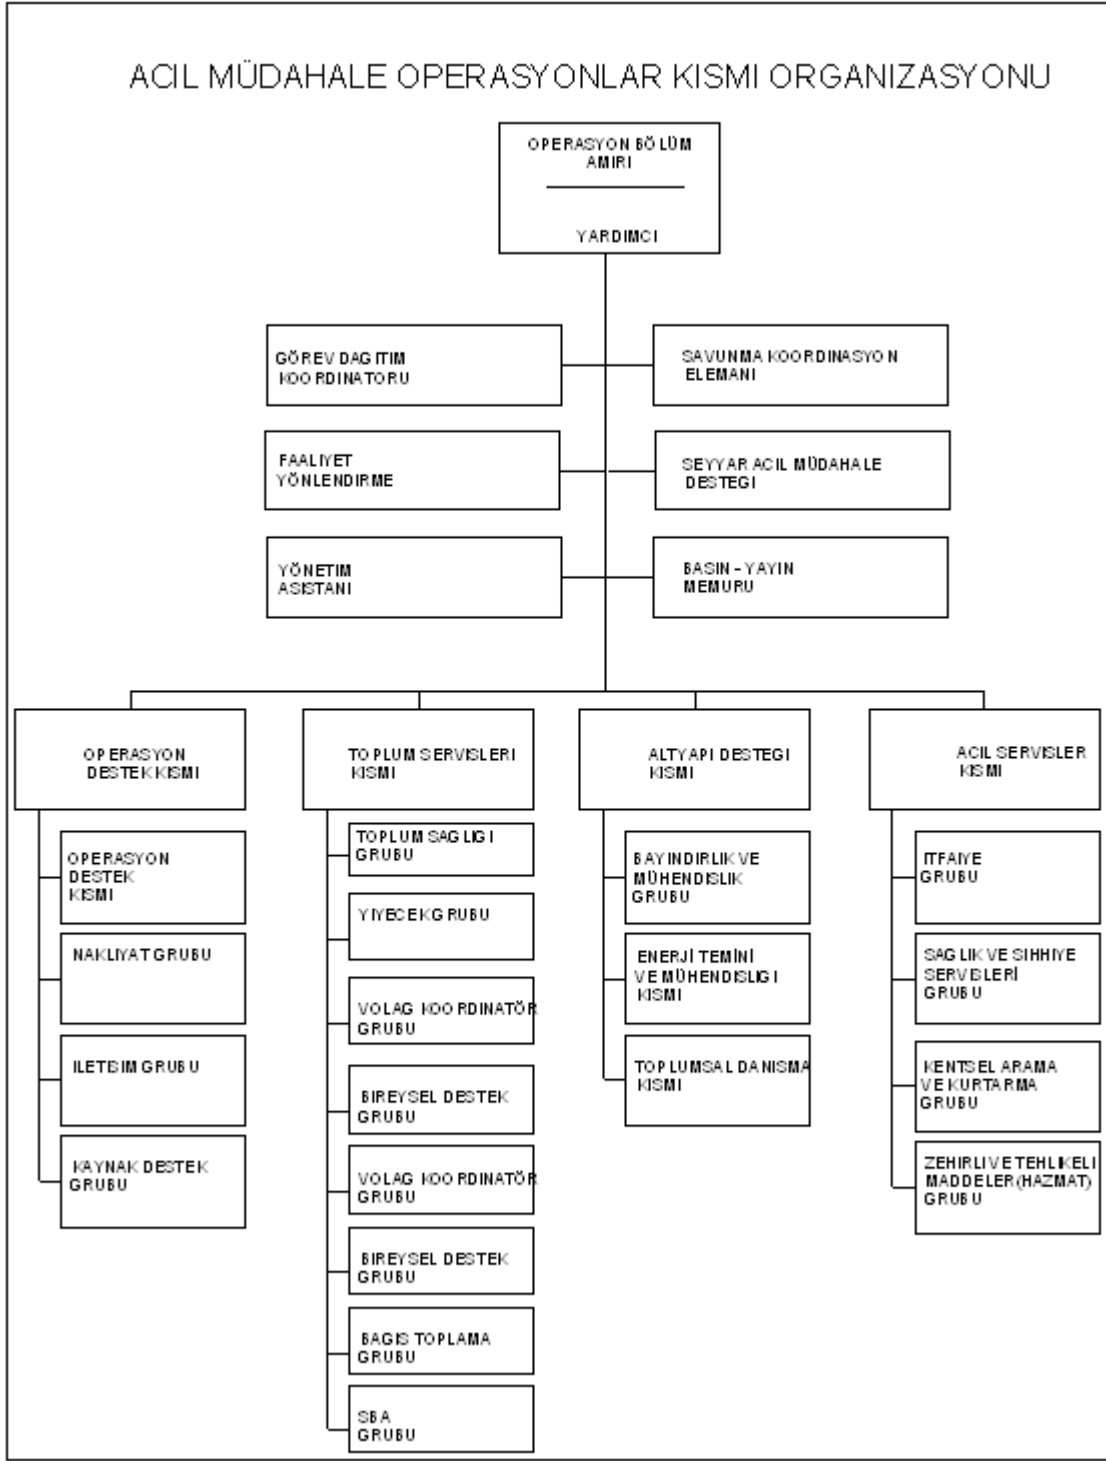 ACIL MÜDAHALE OPERASYONLAR KISMI ORGANIZASYONU
OPERASYON BÖLÜM
AMIRI
YARDIMCI
GÖREV DAGITIM
KOORDINATORU
SAVUNMA KOORDINASYON
ELEMANI
FAALIYET
YÖNLENDIRME
SEYYAR ACIL MÜDAHALE
DESTEGI
YÖNETIM
ASISTANI
BASIN - YAYIN
MEMURU
OPERASYON
DESTEK KISMI
TOPLUM SERVISLERI
KISMI
ALTYAPI DESTEGI
KISMI
ACIL SERVISLER
KISMI
OPERASYON
DESTEK
KISMI
NAKLIYAT GRUBU
ILETISIM GRUBU
KAYNAK DESTEK
GRUBU
TOPLUM SAGLIGI
GRUBU
YIYECEK GRUBU
VOLAG KOORDINATÖR
GRUBU
BIREYSEL DESTEK
GRUBU
VOLAG KOORDINATÖR
GRUBU
BIREYSEL DESTEK
GRUBU
BAGIS TOPLAMA
GRUBU
SBA
GRUBU
BAYINDIRLIK VE
MÜHENDISLIK
GRUBU
ENERJİ TEMİNİ
VE MÜHENDISLIGI
KISMI
TOPLUMSAL DANISMA
KISMI
ITFAIYE
GRUBU
SAGLIK VE SIHHIYE
SERVISLERİ
GRUBU
KENTSEL ARAMA
VE KURTARMA
GRUBU
ZEHIRLI VE TEHLIKELI
MADDELER (HAZMAT)
GRUBU